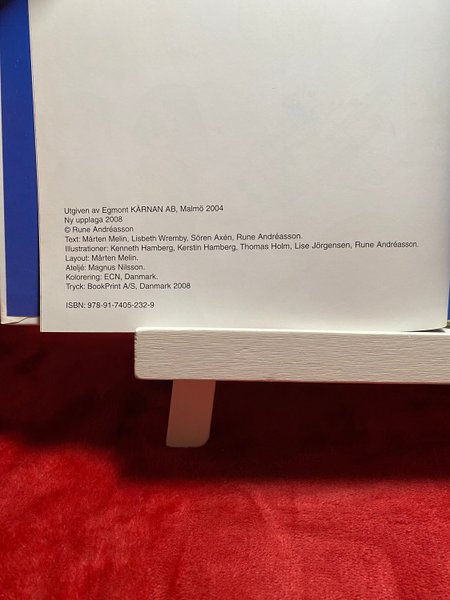 Utgiven av Egmont KÄRNAN AB, Malmö 2004
Ny upplaga 2008
© Rune Andréasson
Text: Mårten Melin, Lisbeth Wremby, Sören Axén, Rune Andréasson.
Illustrationer: Kenneth Hamberg, Kerstin Hamberg, Thomas Holm, Lise Jörgensen, Rune Andréasson.
Layout: Mårten Melin.
Ateljé: Magnus Nilsson.
Kolorering: ECN, Danmark.
Tryck: BookPrint A/S, Danmark 2008
ISBN: 978-91-7405-232-9